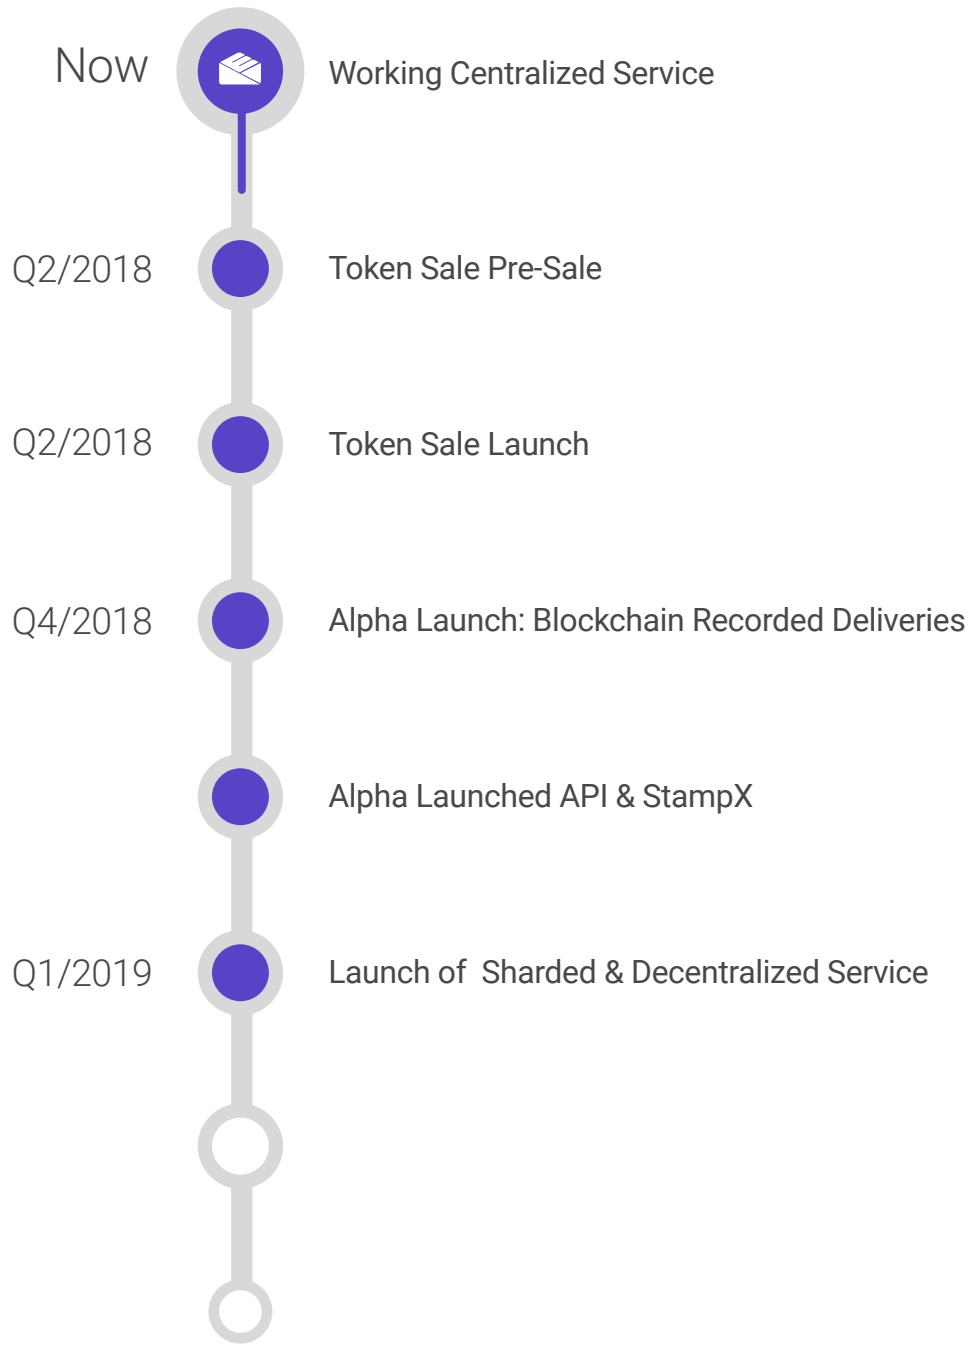 Now
Working Centralized Service
Q2/2018
Token Sale Pre-Sale
Q2/2018
Token Sale Launch
Q4/2018
Alpha Launch: Blockchain Recorded Deliveries
Alpha Launched API & StampX
Q1/2019
Launch of  Sharded & Decentralized Service